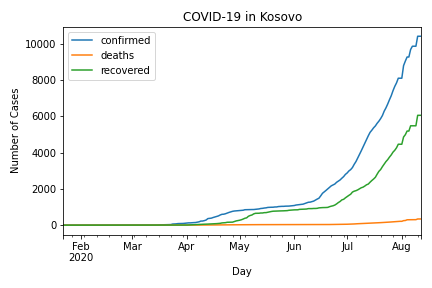 COVID-19 in Kosovo
confirmed
deaths
recovered
Number of Cases
10000
8000
6000
4000
2000
0
Feb Mar Apr May Jun Jul Aug
2020
Day